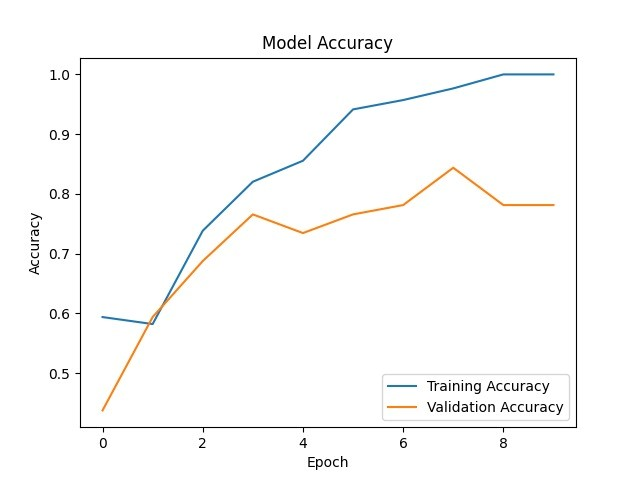 Model Accuracy
1.0
0.9
0.8
0.7
0.6
0.5
Accuracy
0 2 4 6 8
Epoch
Training Accuracy
Validation Accuracy